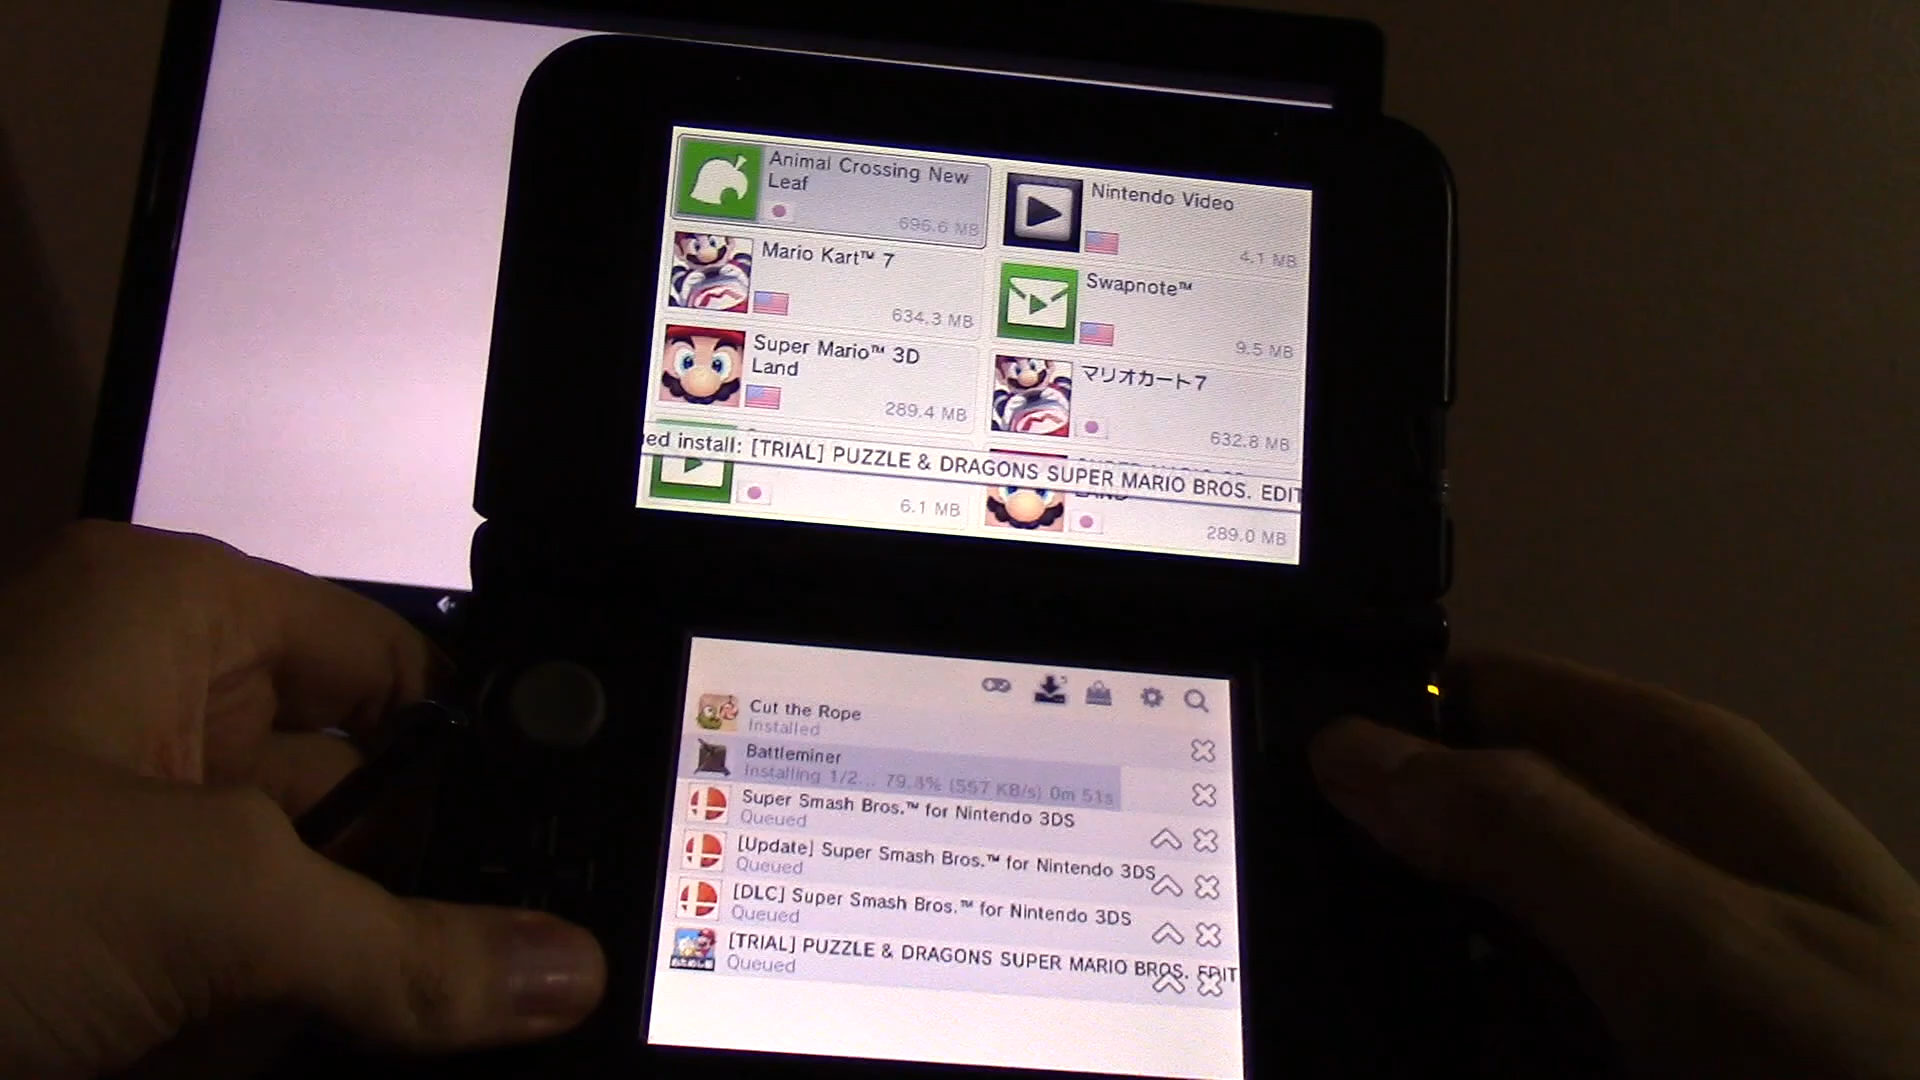 Animal Crossing New
Leaf
695.6 MB
Mario Kart™ 7
634.3 MB
Super Mario™ 3D
Land
289.4 MB
6.1 MB
Nintendo Video
4.1 MB
Swapnote™
9.5 MB
マリオカート7
632.8 MB
LAND
289.0 MB
ed install: [TRIAL] PUZZLE & DRAGONS SUPER MARIO BROS. EDIT
Cut the Rope
Installed
Battleminer
Installing 1/2... 79.8% (557 KB/s) 0m 51s
Super Smash Bros.™ for Nintendo 3DS
Queued
[Update] Super Smash Bros.™ for Nintendo 3DS
Queued
[DLC] Super Smash Bros.™ for Nintendo 3DS
Queued
[TRIAL] PUZZLE & DRAGONS SUPER MARIO BROS. EDIT
Queued